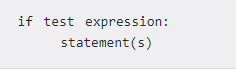 if test expression:
    statement(s)